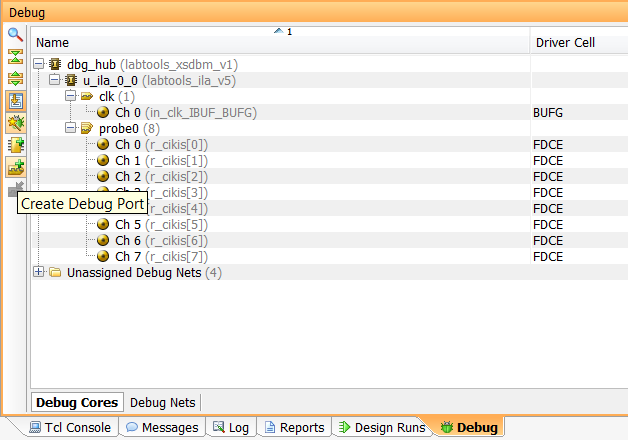 Debug
Name 1 Driver Cell
dbg_hub (labtools_xsdbm_v1)
u_ila_0_0 (labtools_ila_v5)
clk (1)
Ch 0 (in_clk_IBUF_BUFG) BUFG
probe0 (8)
Ch 0 (r_cikis[0]) FDCE
Ch 1 (r_cikis[1]) FDCE
Ch 2 (r_cikis[2]) FDCE
(r_cikis[3]) FDCE
Create Debug Port (r_cikis[4]) FDCE
Ch 5 (r_cikis[5]) FDCE
Ch 6 (r_cikis[6]) FDCE
Ch 7 (r_cikis[7]) FDCE
Unassigned Debug Nets (4)
Debug Cores Debug Nets
Tcl Console Messages Log Reports Design Runs Debug